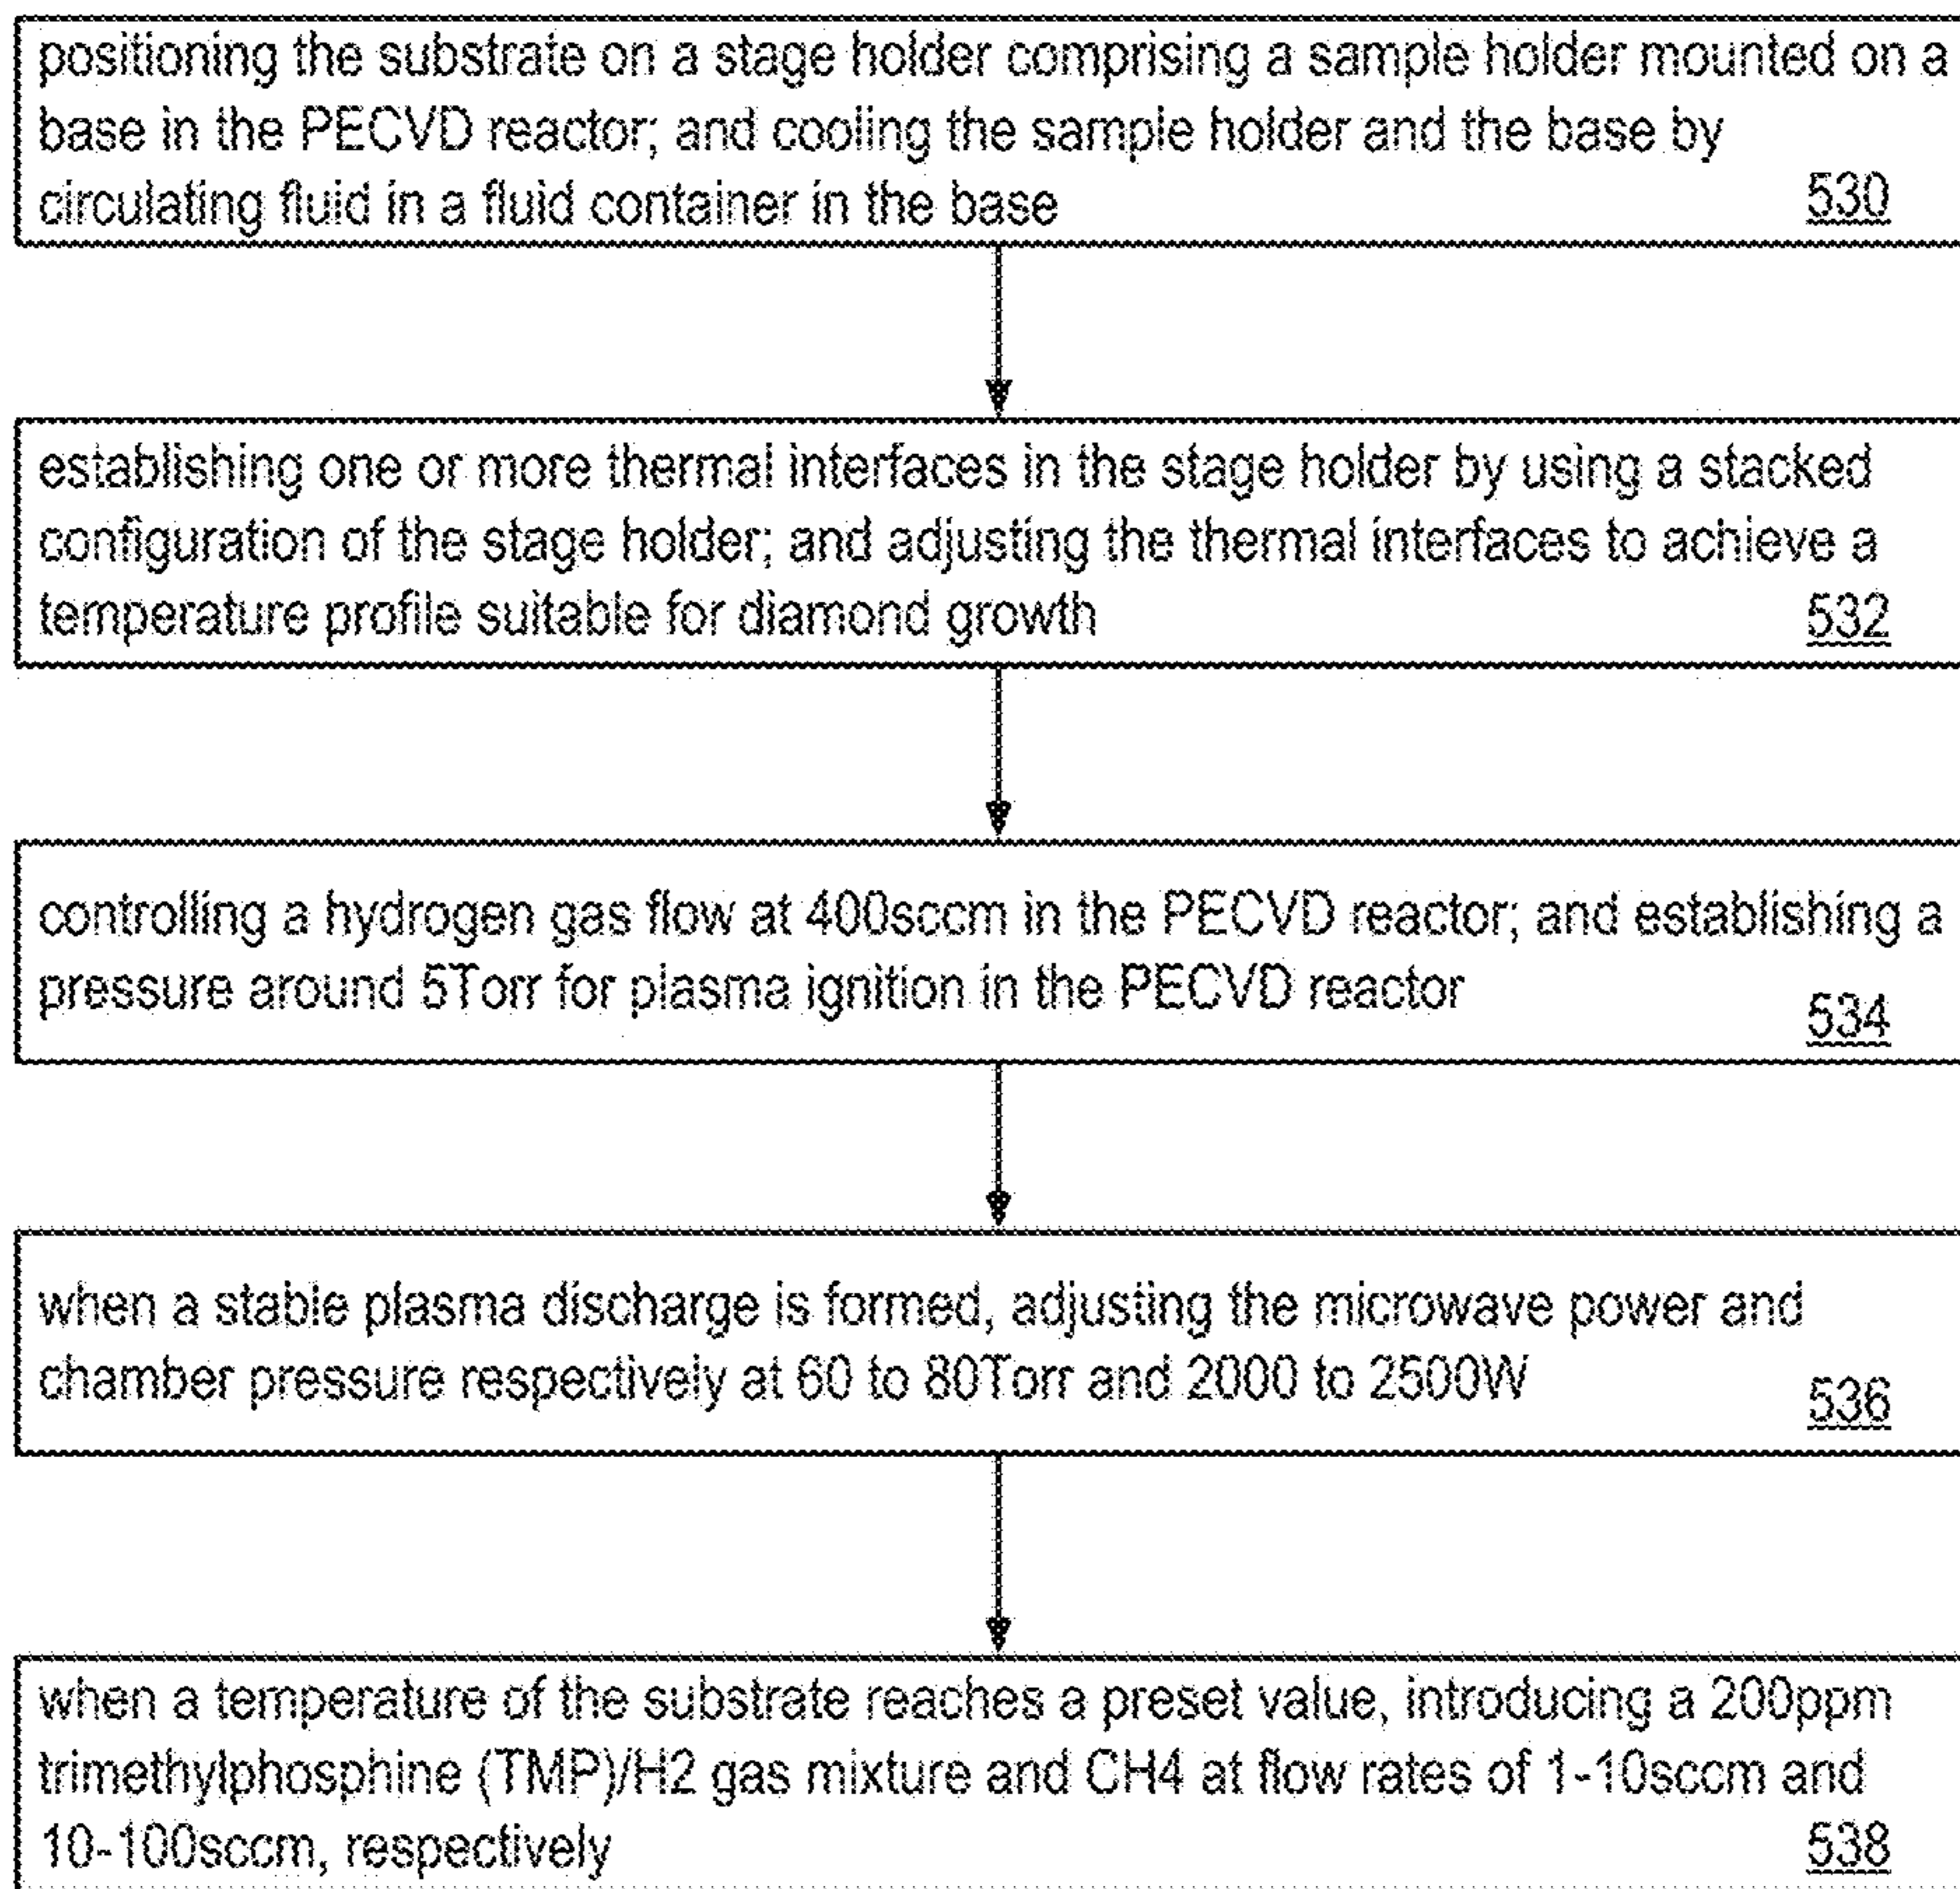 positioning the substrate on a stage holder comprising a sample holder mounted on a
base in the PECVD reactor; and cooling the sample holder and the base by
circulating fluid in a fluid container in the base 530
establishing one or more thermal interfaces in the stage holder by using a stacked
configuration of the stage holder; and adjusting the thermal interfaces to achieve a
temperature profile suitable for diamond growth 532
controlling a hydrogen gas flow at 400sccm in the PECVD reactor; and establishing a
pressure around 5Torr for plasma ignition in the PECVD reactor
534
when a stable plasma discharge is formed, adjusting the microwave power and
chamber pressure respectively at 60 to 80Torr and 2000 to 2500W
536
when a temperature of the substrate reaches a preset value, introducing a 200ppm
trimethylphosphine (TMP)/H2 gas mixture and CH4 at flow rates of 1-10sccm and
10-100sccm, respectively 538